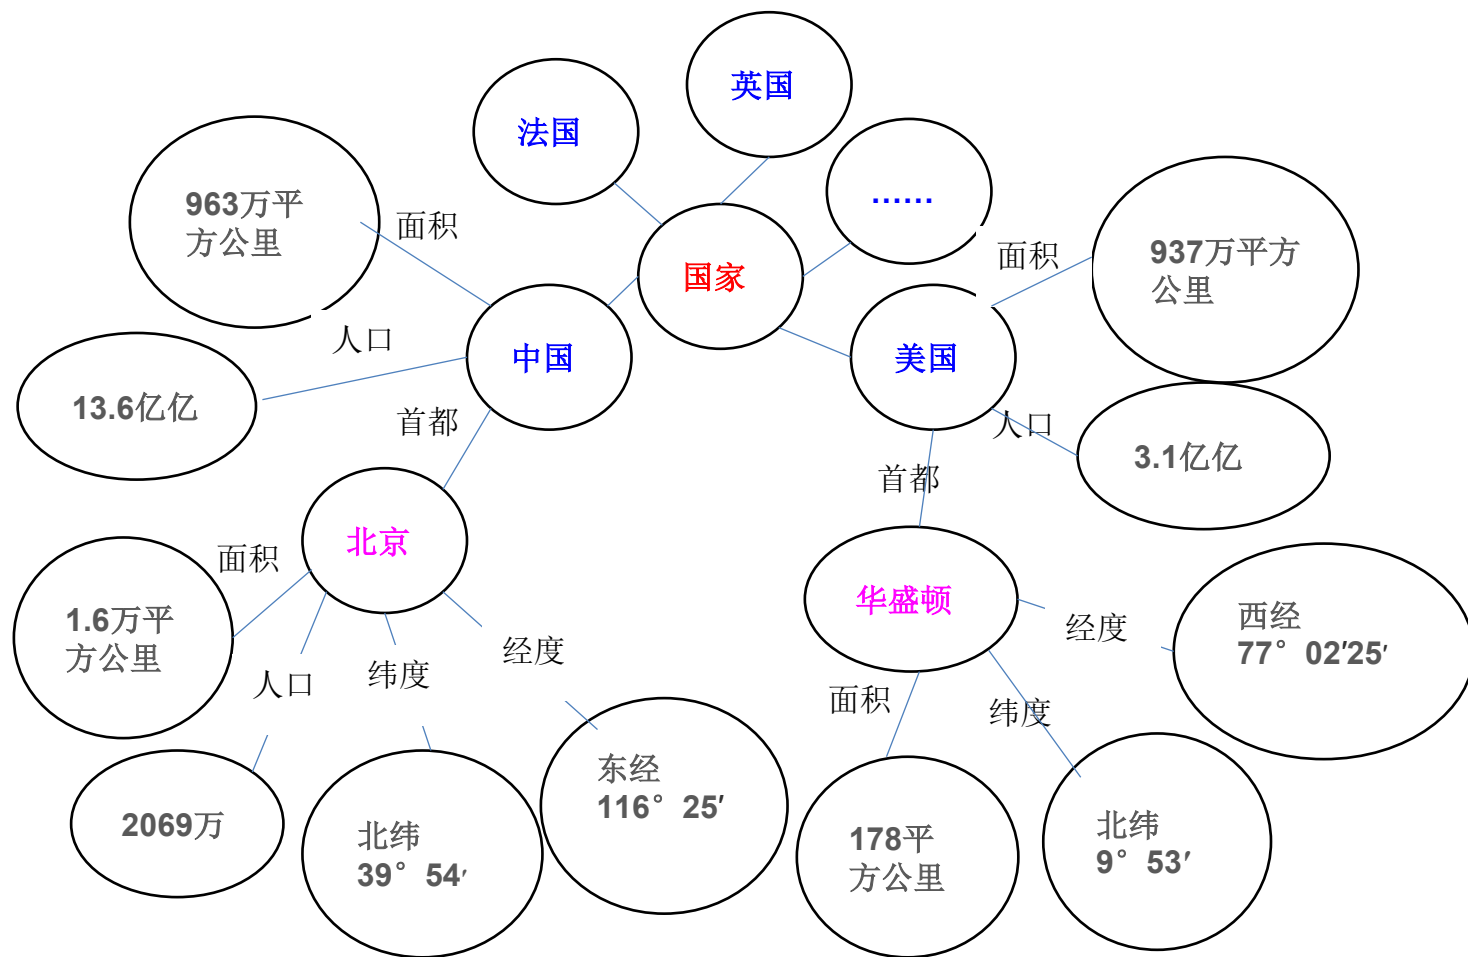 英国
法国
......
963万平
方公里
面积
国家
面积
937万平方
公里
人口
中国
美国
13.6亿亿
首都
人口
3.1亿亿
首都
北京
面积
华盛顿
1.6万平
方公里
经度
经度
西经
77° 02′25′
人口
纬度
面积
纬度
东经
116° 25′
2069万
北纬
39° 54′
178平
方公里
北纬
9° 53′